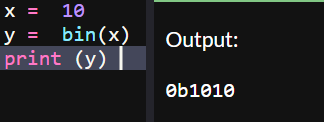 x =  10
y =  bin(x)
print (y)
Output:
0b1010